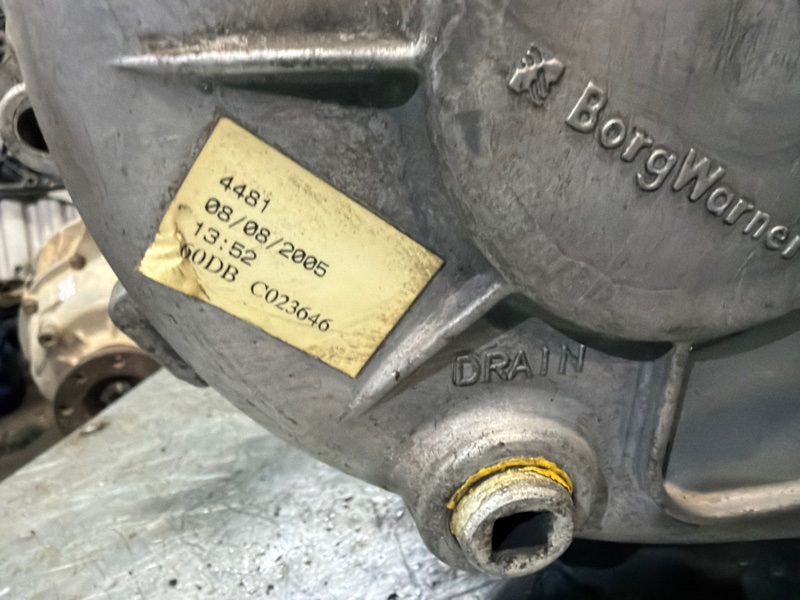 BorgWarner
4481
08/08/2005
13:52
60DB C023646
DRAIN